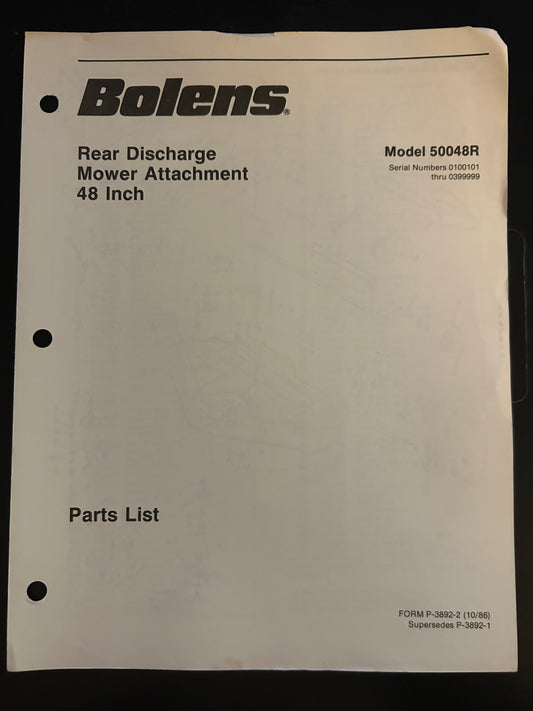 Bolens®
Rear Discharge
Mower Attachment
48 Inch
Model 50048R
Serial Numbers 0100101
thru 0399999
Parts List
FORM P-3892-2 (10/86)
Supersedes P-3892-1